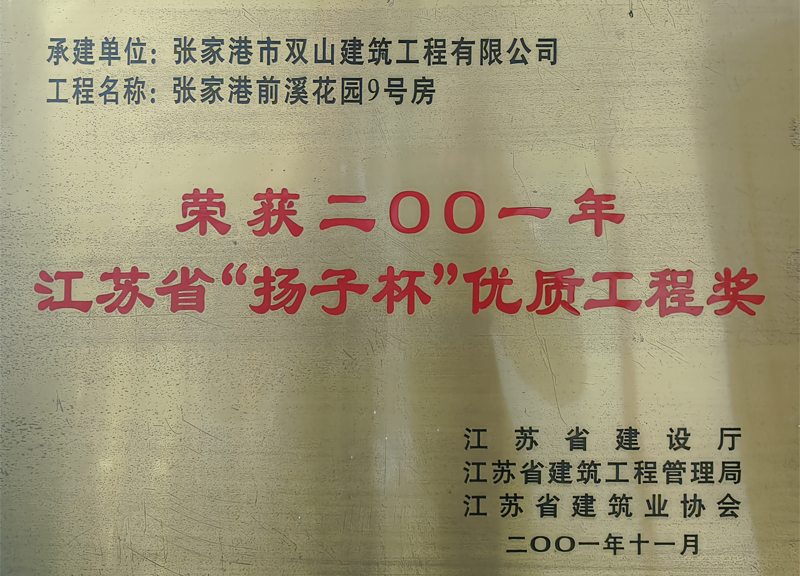 承建单位：张家港市双山建筑工程有限公司
工程名称：张家港前溪花园9号房
荣获二OO一年
江苏省“扬子杯”优质工程奖
江苏省建设厅
江苏省建筑工程管理局
江苏省建筑业协会
二OO一年十一月